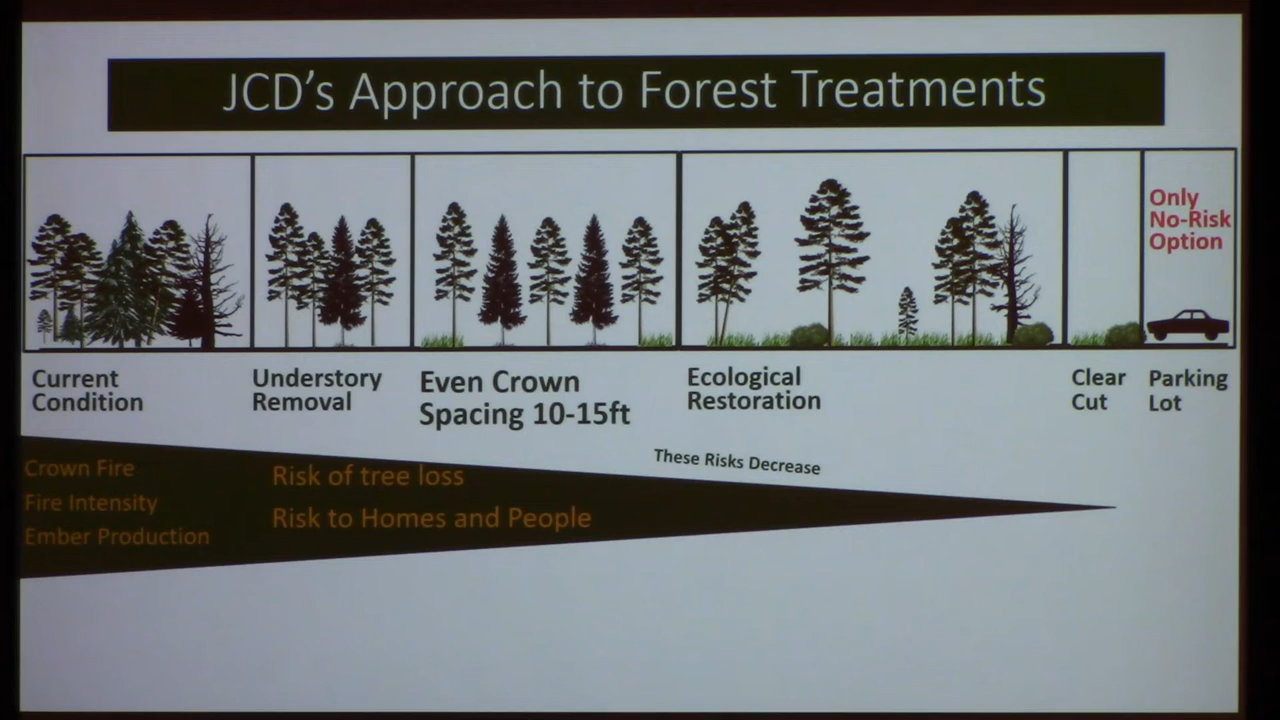 JCD's Approach to Forest Treatments
Only
No-Risk
Option
Current
Condition
Understory
Removal
Even Crown
Spacing 10-15ft
Ecological
Restoration
Clear
Cut
Parking
Lot
These Risks Decrease
Crown Fire
Fire Intensity
Ember Production
Risk of tree loss
Risk to Homes and People